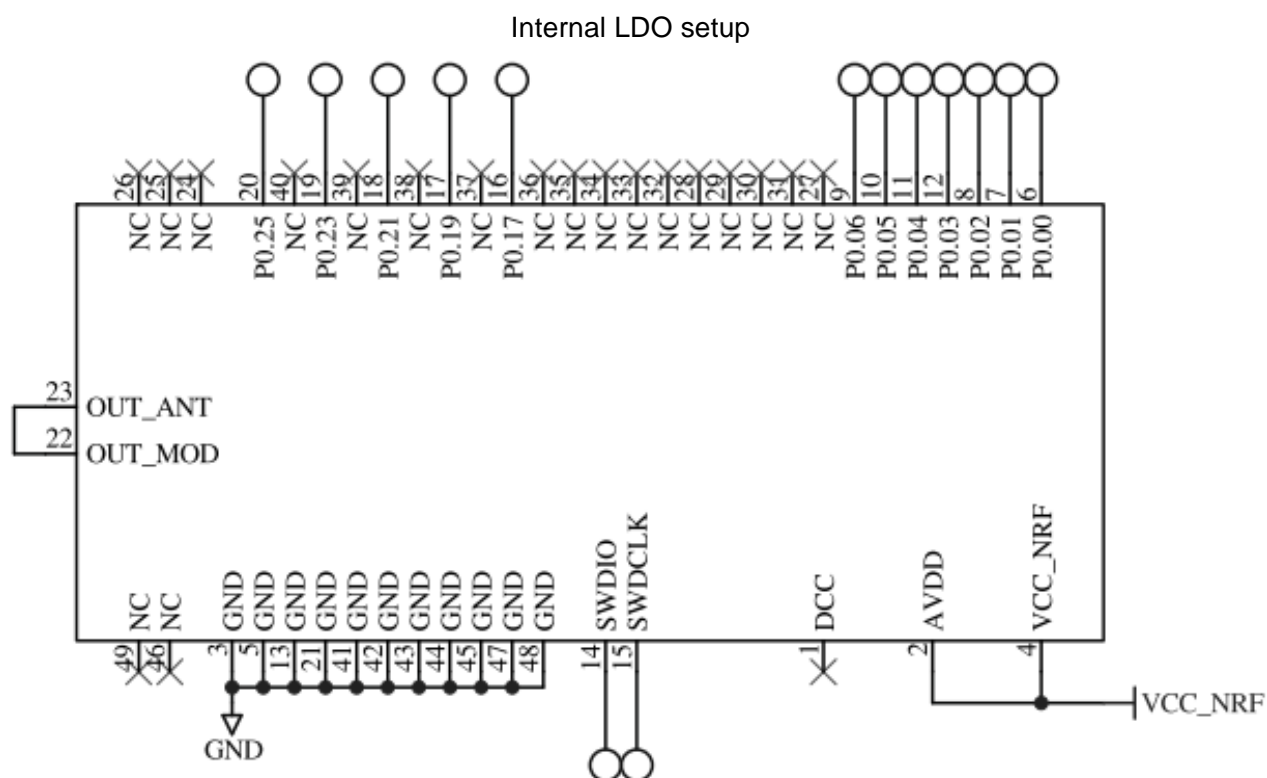 Internal LDO setup
26 25 24 20 40 19 39 18 38 17 37 16 36 35 34 33 32 28 29 30 31 27 9 10 11 12 8 7 6
NC NC NC P0.25 NC P0.23 NC P0.21 NC P0.19 NC P0.17 NC NC NC NC NC NC NC NC NC NC P0.06 P0.05 P0.04 P0.03 P0.02 P0.01 P0.00
23 OUT_ANT
22 OUT_MOD
NC NC GND GND GND GND GND GND GND GND GND GND GND SWDIO SWDCLK DCC AVDD VCC_NRF
49 46 3 5 13 21 41 42 43 44 45 47 48 14 15 1 2 4
VCC_NRF
GND